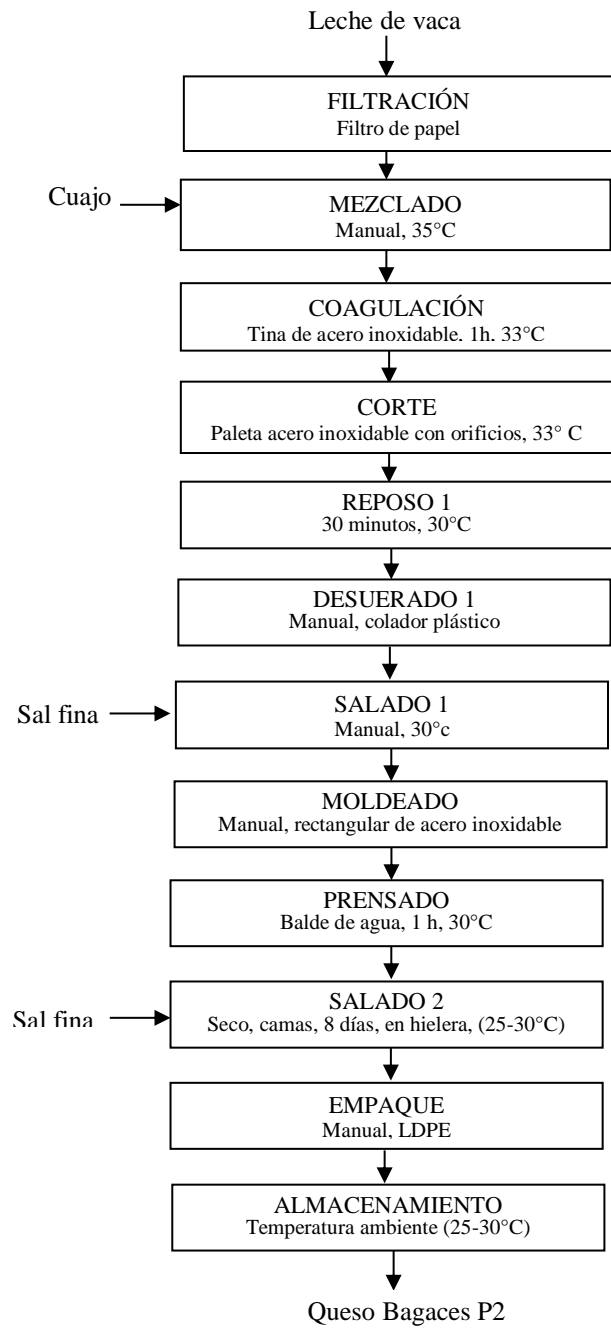 Leche de vaca
FILTRACIÓN
Filtro de papel
Cuajo
MEZCLADO
Manual, 35°C
COAGULACIÓN
Tina de acero inoxidable. 1h. 33°C
CORTE
Paleta acero inoxidable con orificios, 33° C
REPOSO 1
30 minutos, 30°C
DESUERADO 1
Manual, colador plástico
Sal fina
SALADO 1
Manual, 30°c
MOLDEADO
Manual, rectangular de acero inoxidable
PRENSADO
Balde de agua, 1 h, 30°C
Sal fina
SALADO 2
Seco, camas, 8 días, en hielera, (25-30°C)
EMPAQUE
Manual, LDPE
ALMACENAMIENTO
Temperatura ambiente (25-30°C)
Queso Bagaces P2